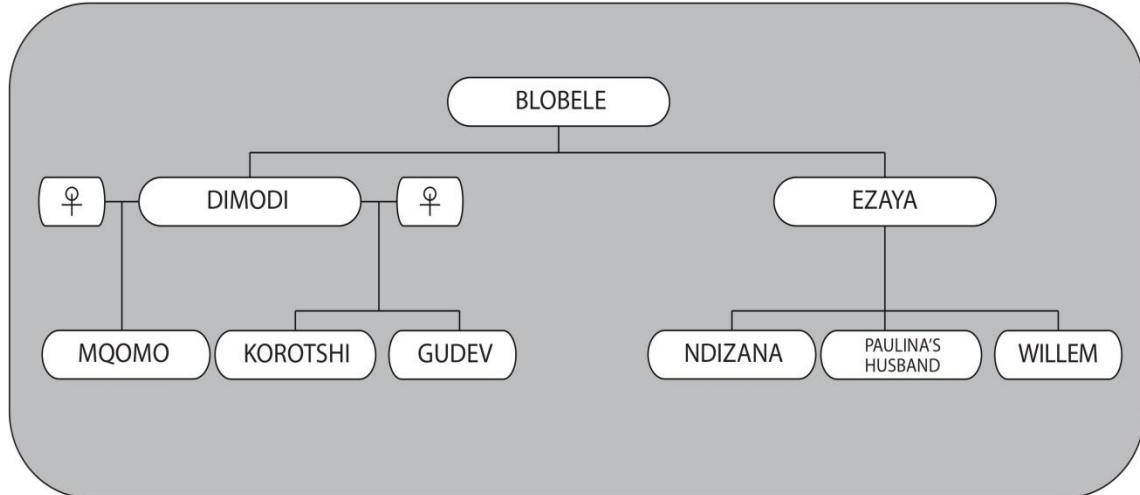 BLOBELE
DIMODI
EZAYA
MQOMO
KOROTSHI
GUDEV
NDIZANA
PAULINA'S
HUSBAND
WILLEM